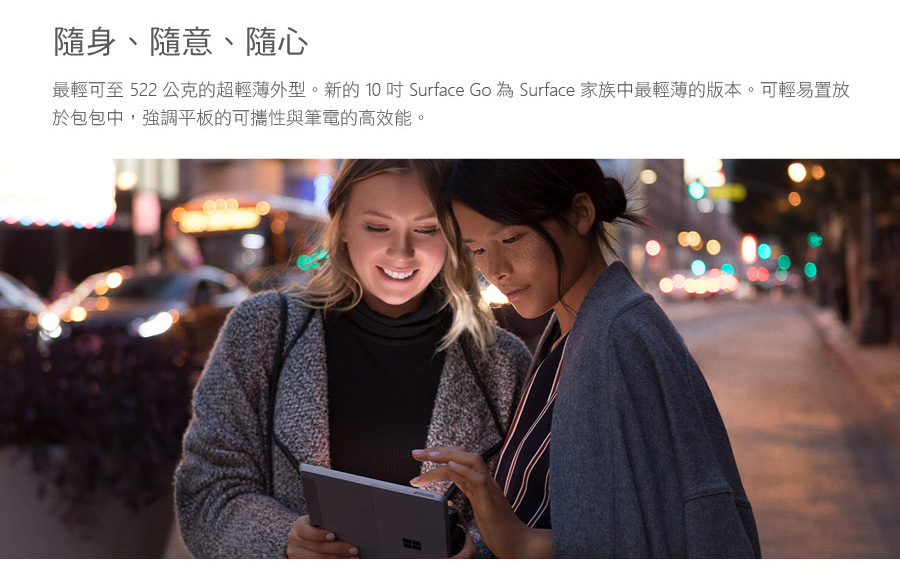 隨身、隨意、隨心
最輕可至 522 公克的超輕薄外型。新的 10 吋 Surface Go 為 Surface 家族中最輕薄的版本。可輕易置放
於包包中，強調平板的可攜性與筆電的高效能。